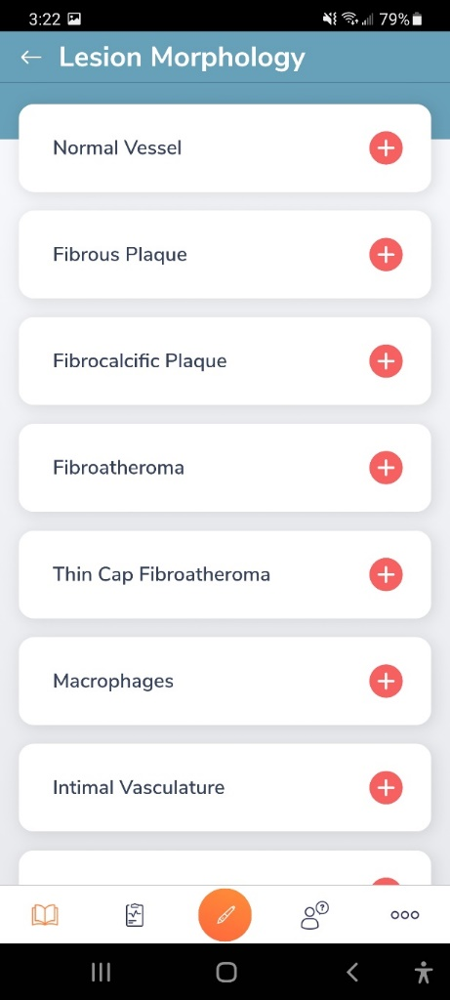 3:22 79%
Lesion Morphology
Normal Vessel
Fibrous Plaque
Fibrocalcific Plaque
Fibroatheroma
Thin Cap Fibroatheroma
Macrophages
Intimal Vasculature